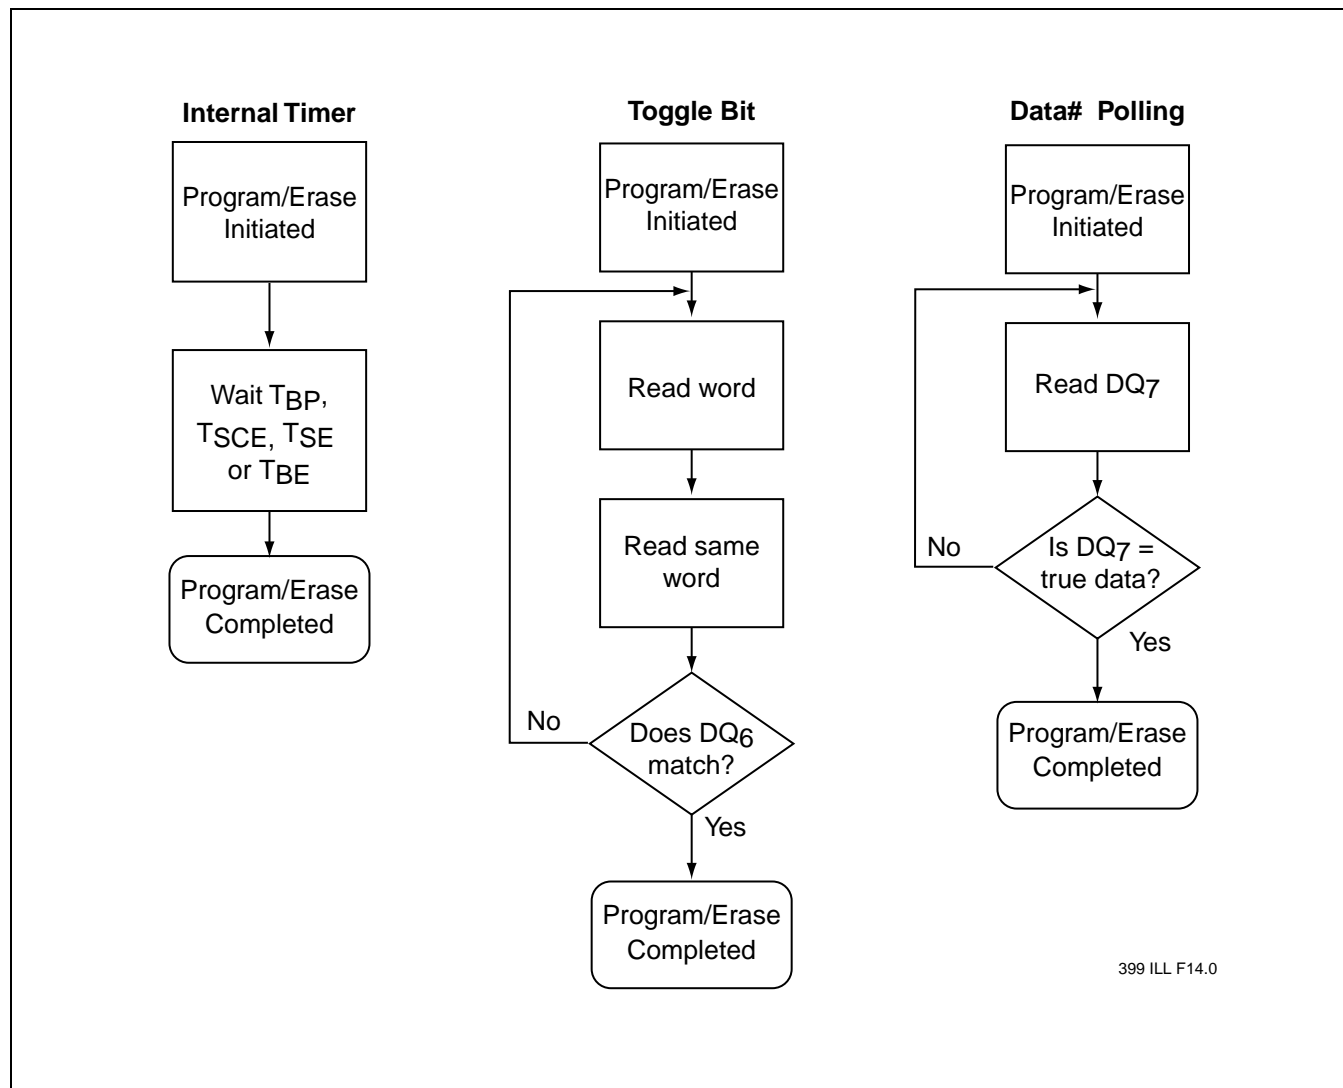 Internal Timer
Program/Erase
Initiated
Wait TBP,
TSCE, TSE
or TBE
Program/Erase
Completed
Toggle Bit
Program/Erase
Initiated
Read word
Read same
word
Does DQ6
match?
No
Yes
Program/Erase
Completed
Data# Polling
Program/Erase
Initiated
Read DQ7
Is DQ7 =
true data?
No
Yes
Program/Erase
Completed
399 ILL F14.0